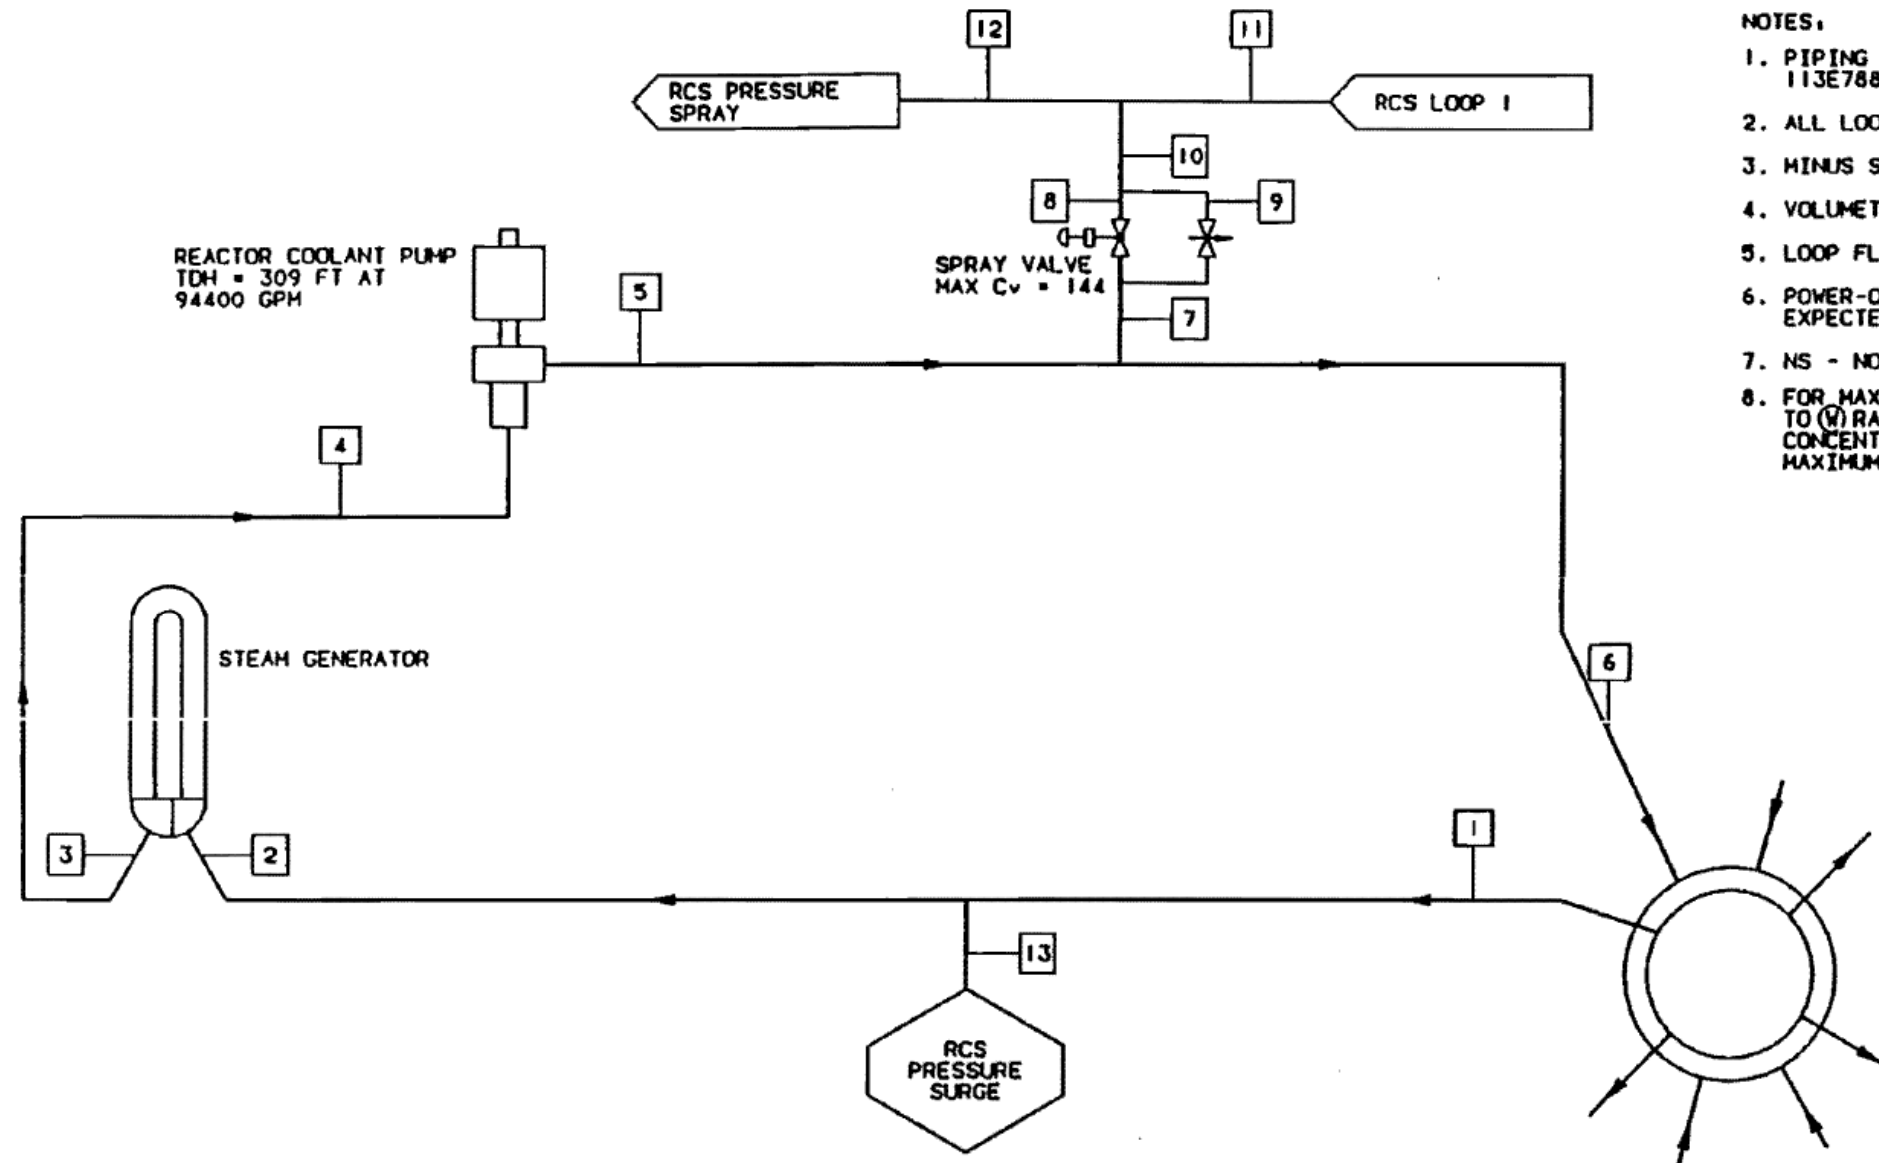 12
11
NOTES:
1. PIPING
113E788
RCS PRESSURE
SPRAY
RCS LOOP 1
2. ALL LOO
10
3. MINUS S
8
9
4. VOLUMET
REACTOR COOLANT PUMP
TDH = 309 FT AT
94400 GPM
5. LOOP FL
SPRAY VALVE
MAX Cv = 144
5
6. POWER-O
EXPECTE
7
7. NS - NO
8. FOR MAX
TO (W) RA
CONCENT
MAXIMUM
4
STEAM GENERATOR
6
1
3
2
13
RCS
PRESSURE
SURGE